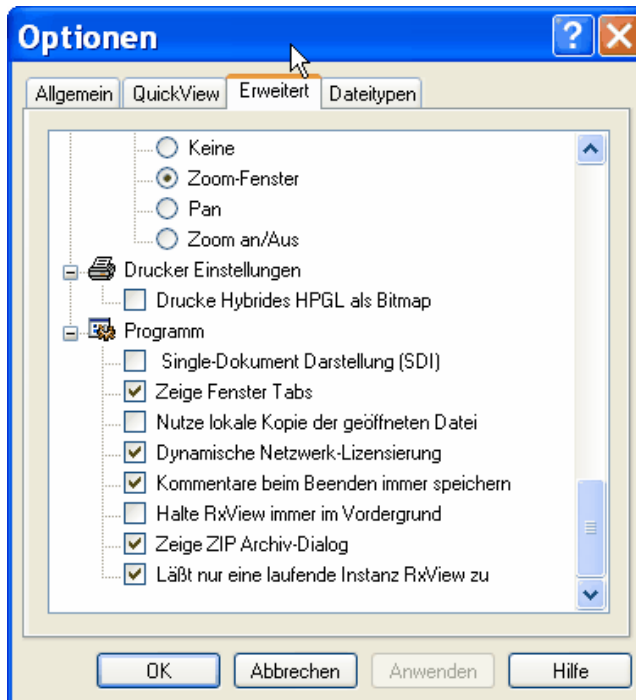 Optionen
Allgemein QuickView Erweitert Dateitypen
Keine
Zoom-Fenster
Pan
Zoom an/Aus
Drucker Einstellungen
Drucke Hybrides HPGL als Bitmap
Programm
Single-Dokument Darstellung (SDI)
Zeige Fenster Tabs
Nutze lokale Kopie der geöffneten Datei
Dynamische Netzwerk-Lizensierung
Kommentare beim Beenden immer speichern
Halte RxView immer im Vordergrund
Zeige ZIP Archiv-Dialog
Läßt nur eine laufende Instanz RxView zu
OK Abbrechen Anwenden Hilfe